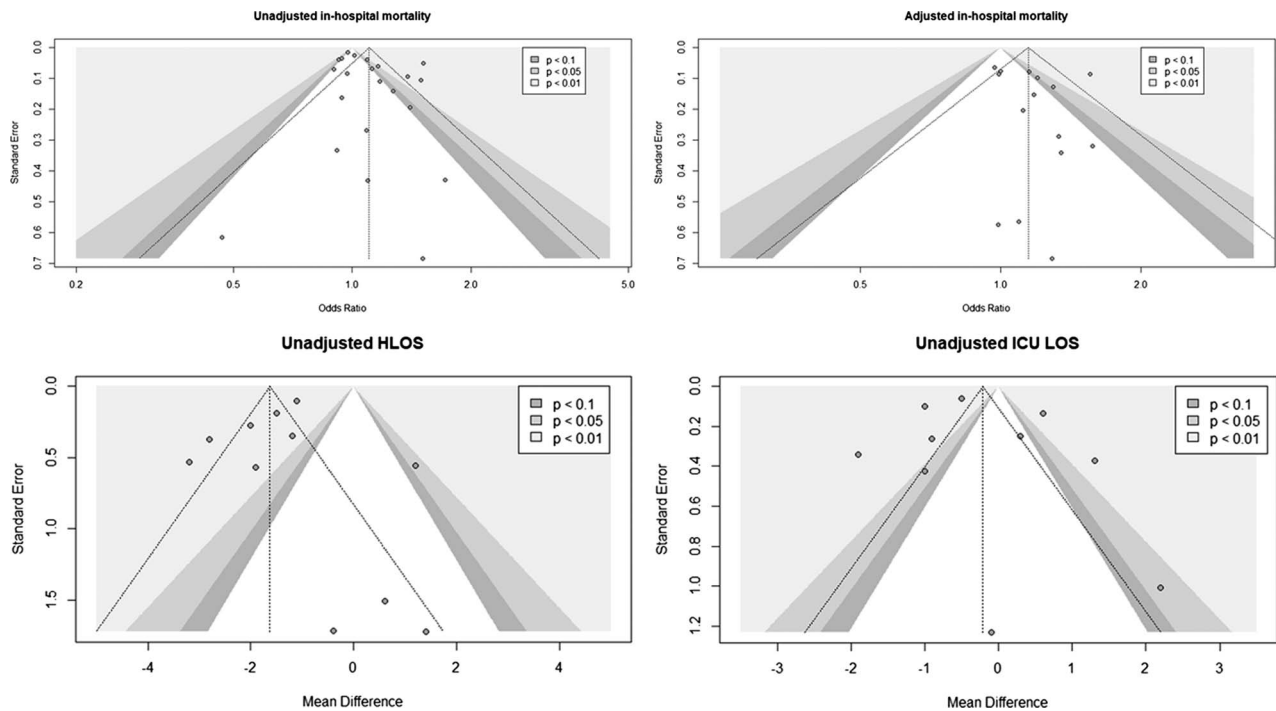 Unadjusted in-hospital mortality
p < 0.1
p < 0.05
p < 0.01
Standard Error
0.0
0.1
0.2
0.3
0.4
0.5
0.6
0.7
0.2 0.5 1.0 2.0 5.0
Odds Ratio
Adjusted in-hospital mortality
p < 0.1
p < 0.05
p < 0.01
Standard Error
0.0
0.1
0.2
0.3
0.4
0.5
0.6
0.7
0.5 1.0 2.0
Odds Ratio
Unadjusted HLOS
p < 0.1
p < 0.05
p < 0.01
Standard Error
0.0
0.5
1.0
1.5
-4 -2 0 2 4
Mean Difference
Unadjusted ICU LOS
p < 0.1
p < 0.05
p < 0.01
Standard Error
0.0
0.2
0.4
0.6
0.8
1.0
1.2
-3 -2 -1 0 1 2 3
Mean Difference